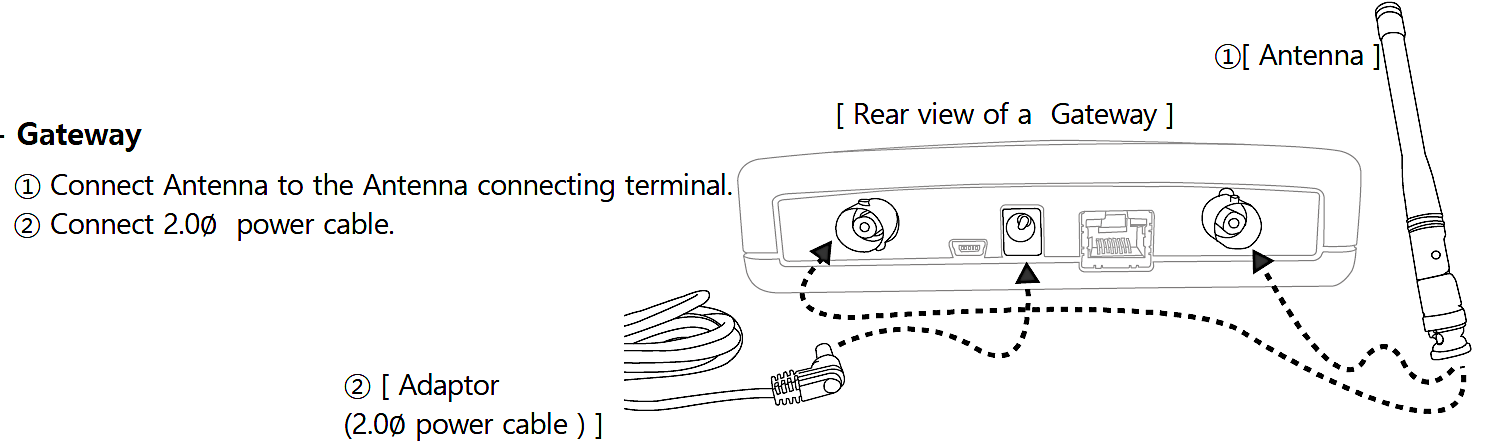 ①[ Antenna ]
[ Rear view of a Gateway ]
- Gateway
① Connect Antenna to the Antenna connecting terminal.
② Connect 2.0Ø power cable.
② [ Adaptor
(2.0Ø power cable ) ]